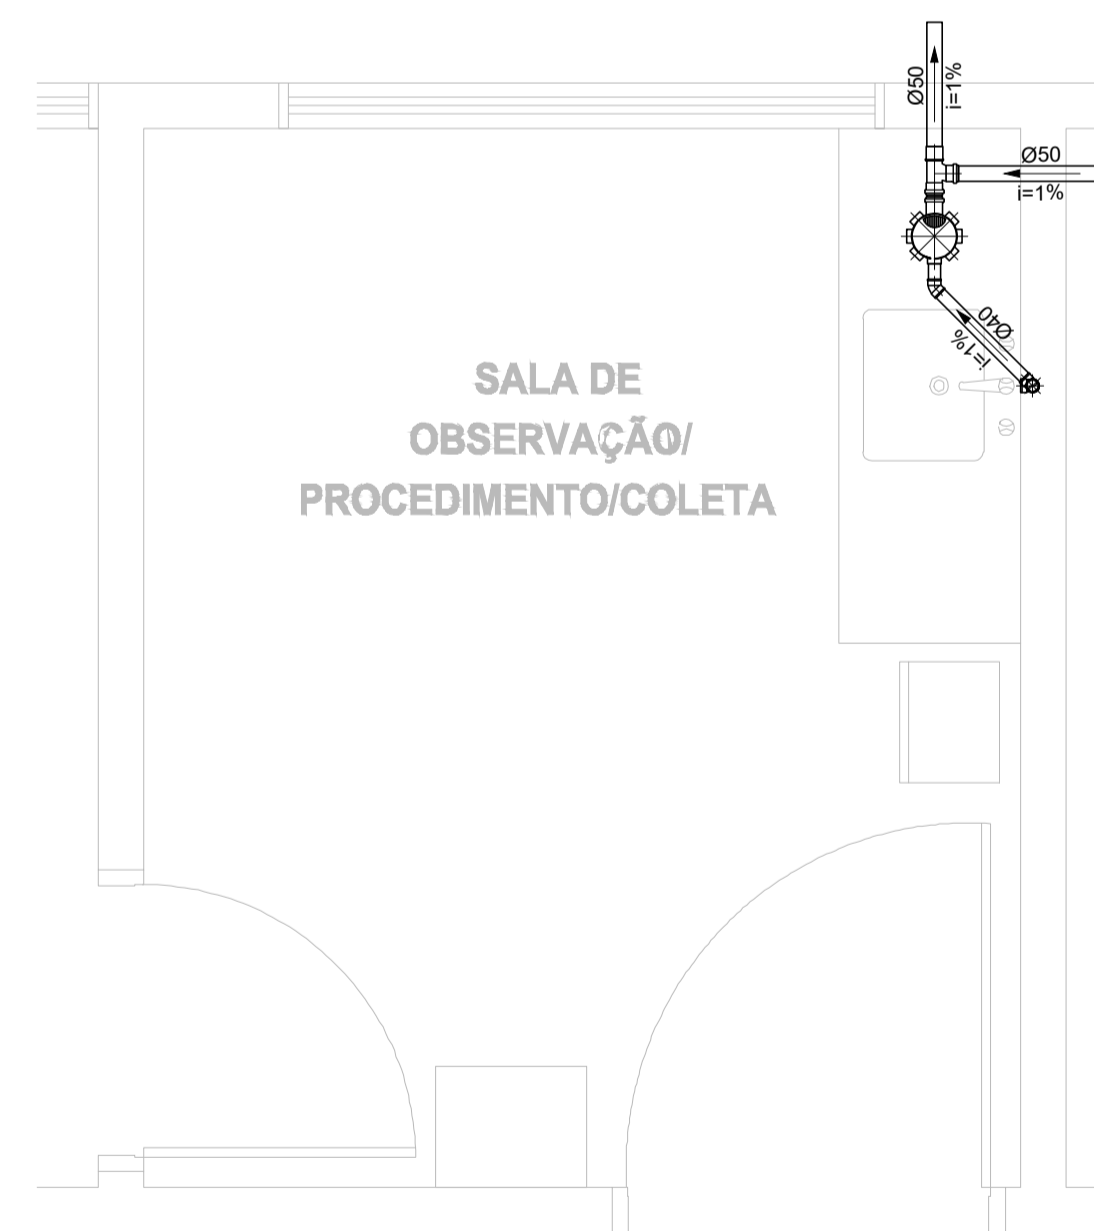 Ø50
i=1%
Ø50
i=1%
Ø40
i=1%
SALA DE
OBSERVAÇÃO/
PROCEDIMENTO/COLETA